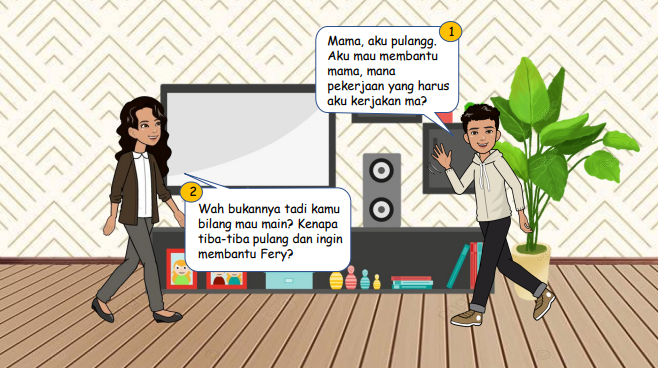 1
Mama, aku pulangg.
Aku mau membantu
mama, mana
pekerjaan yang harus
aku kerjakan ma?
2
Wah bukannya tadi kamu
bilang mau main? Kenapa
tiba-tiba pulang dan ingin
membantu Fery?